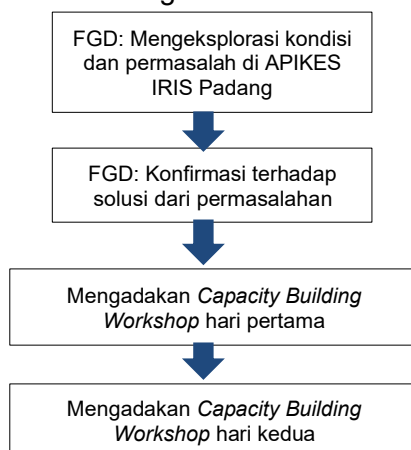 FGD: Mengeksplorasi kondisi
dan permasalah di APIKES
IRIS Padang
FGD: Konfirmasi terhadap
solusi dari permasalahan
Mengadakan Capacity Building
Workshop hari pertama
Mengadakan Capacity Building
Workshop hari kedua